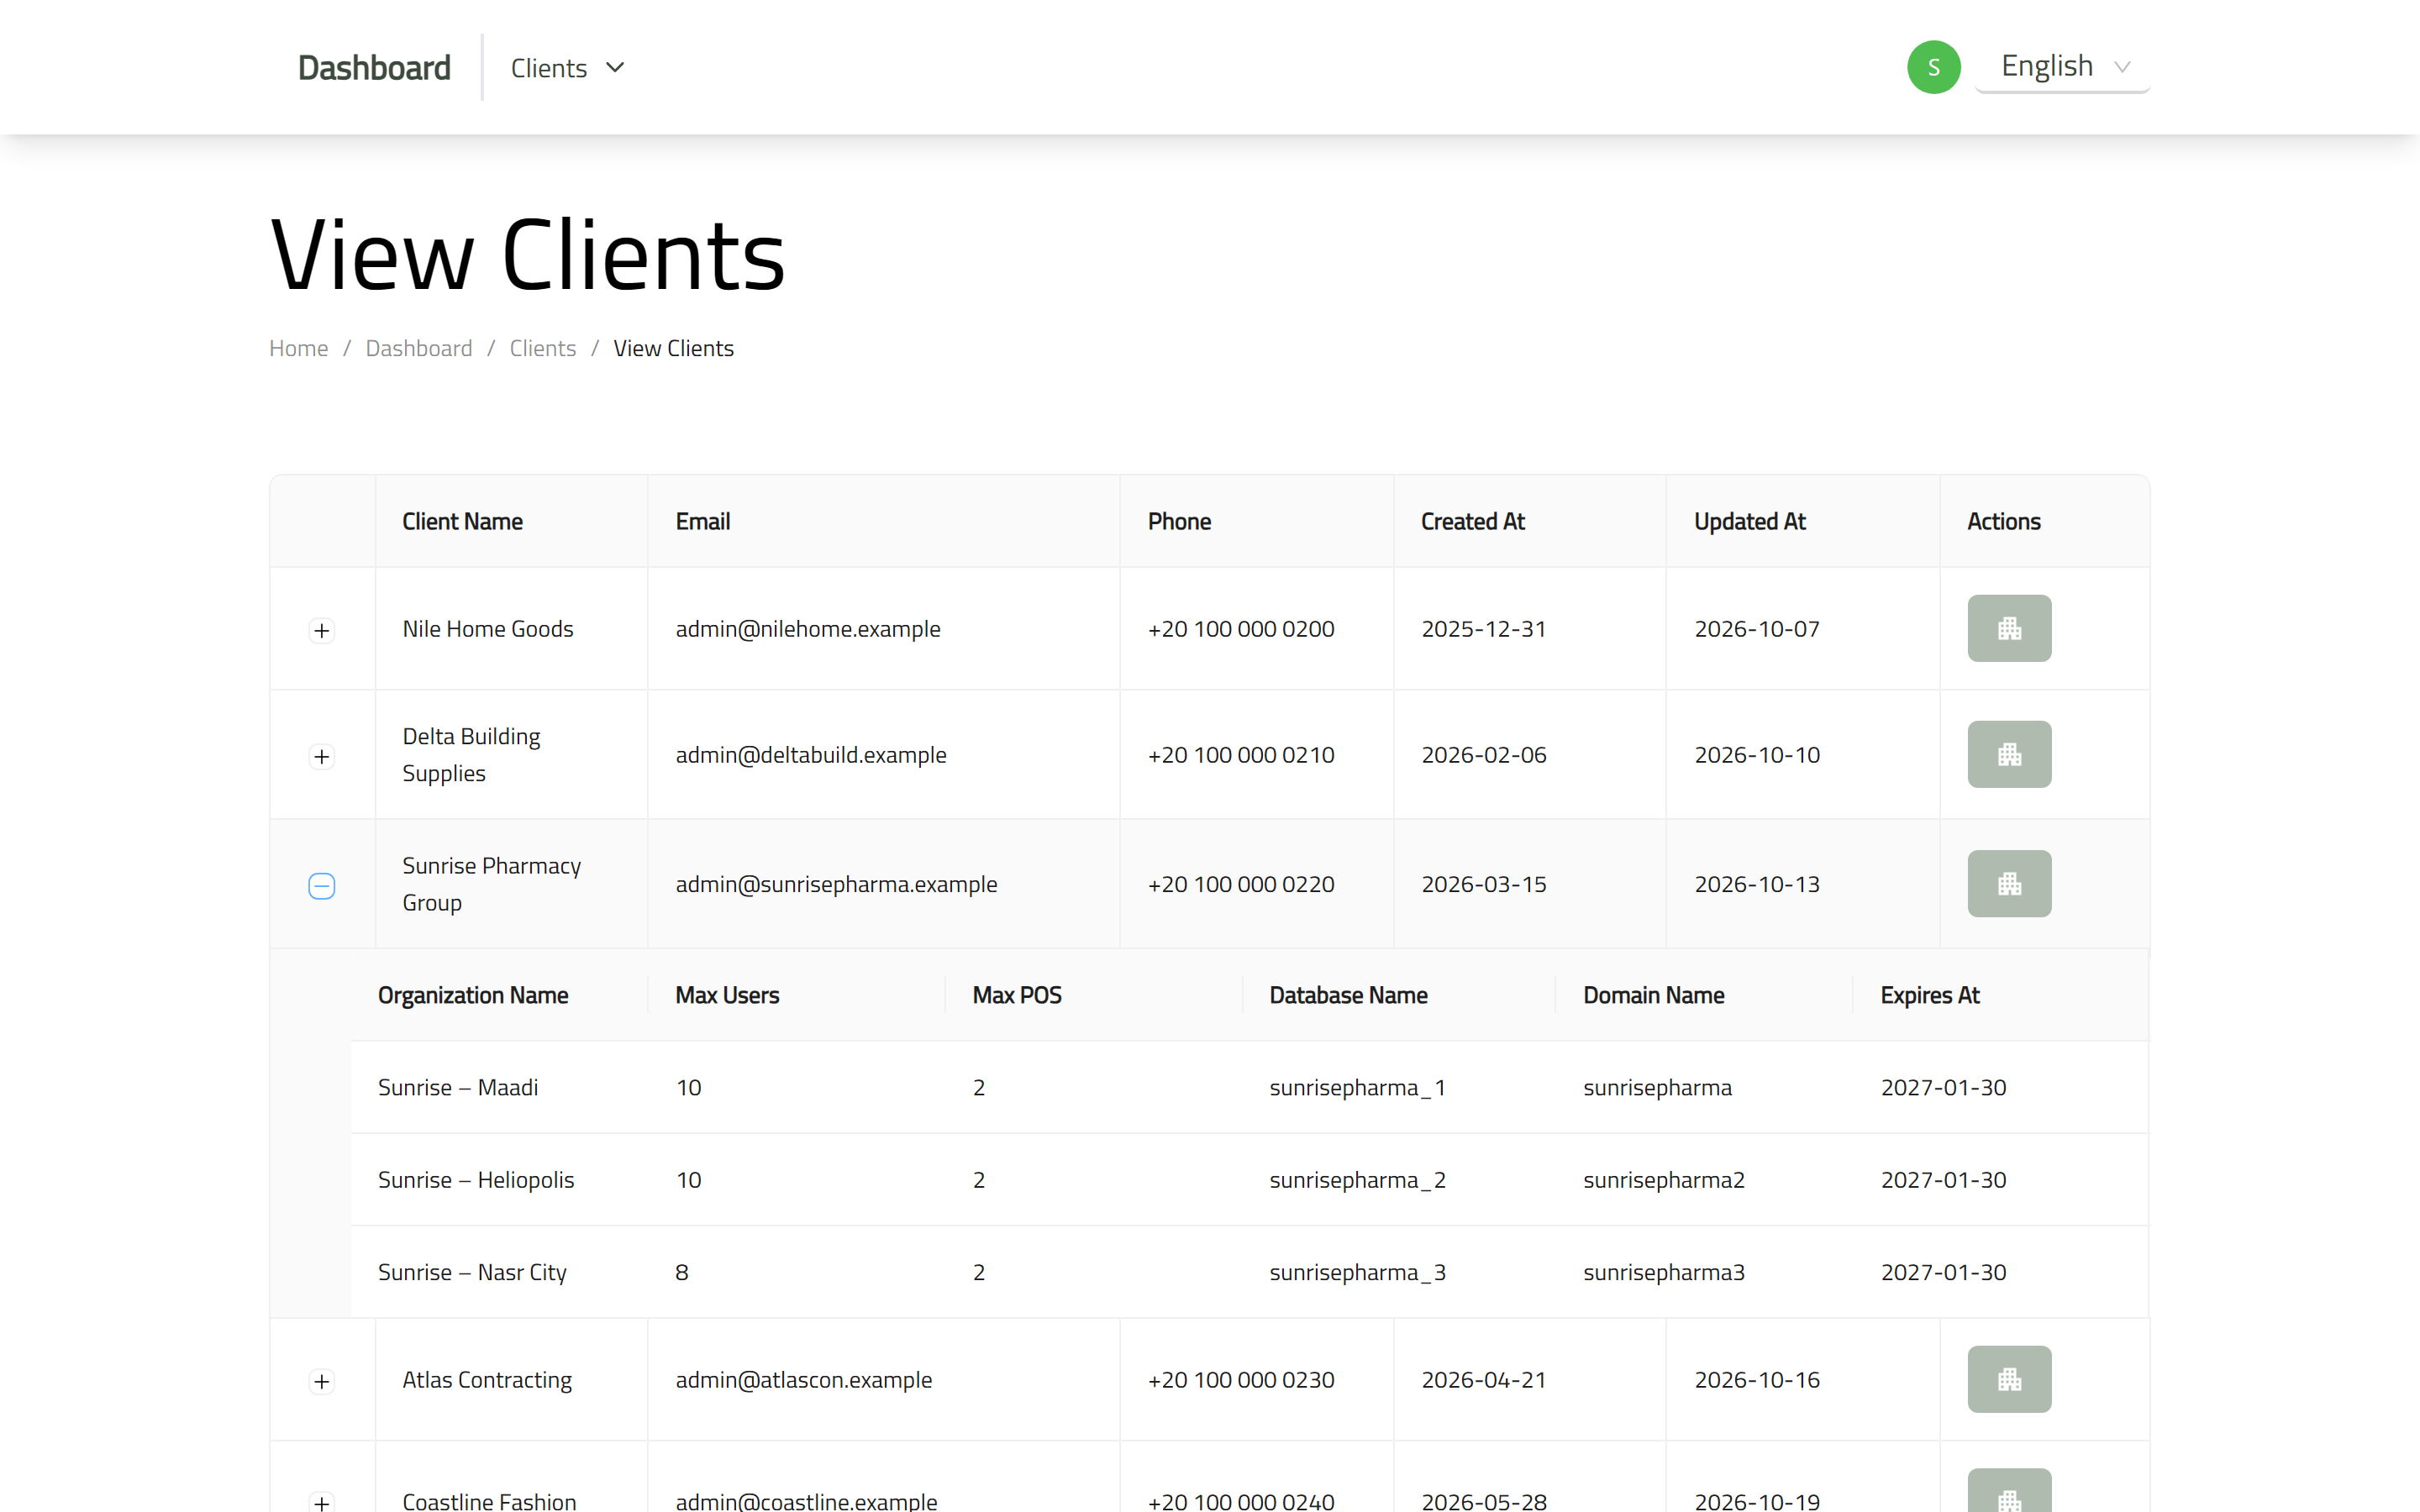 Dashboard Clients S English
View Clients
Home / Dashboard / Clients / View Clients
Client Name Email Phone Created At Updated At Actions
Nile Home Goods admin@nilehome.example +20 100 000 0200 2025-12-31 2026-10-07
Delta Building
Supplies admin@deltabuild.example +20 100 000 0210 2026-02-06 2026-10-10
Sunrise Pharmacy
Group admin@sunrisepharma.example +20 100 000 0220 2026-03-15 2026-10-13
Organization Name Max Users Max POS Database Name Domain Name Expires At
Sunrise – Maadi 10 2 sunrisepharma_1 sunrisepharma 2027-01-30
Sunrise – Heliopolis 10 2 sunrisepharma_2 sunrisepharma2 2027-01-30
Sunrise – Nasr City 8 2 sunrisepharma_3 sunrisepharma3 2027-01-30
Atlas Contracting admin@atlascon.example +20 100 000 0230 2026-04-21 2026-10-16
Coastline Fashion admin@coastline.example +20 100 000 0240 2026-05-28 2026-10-19